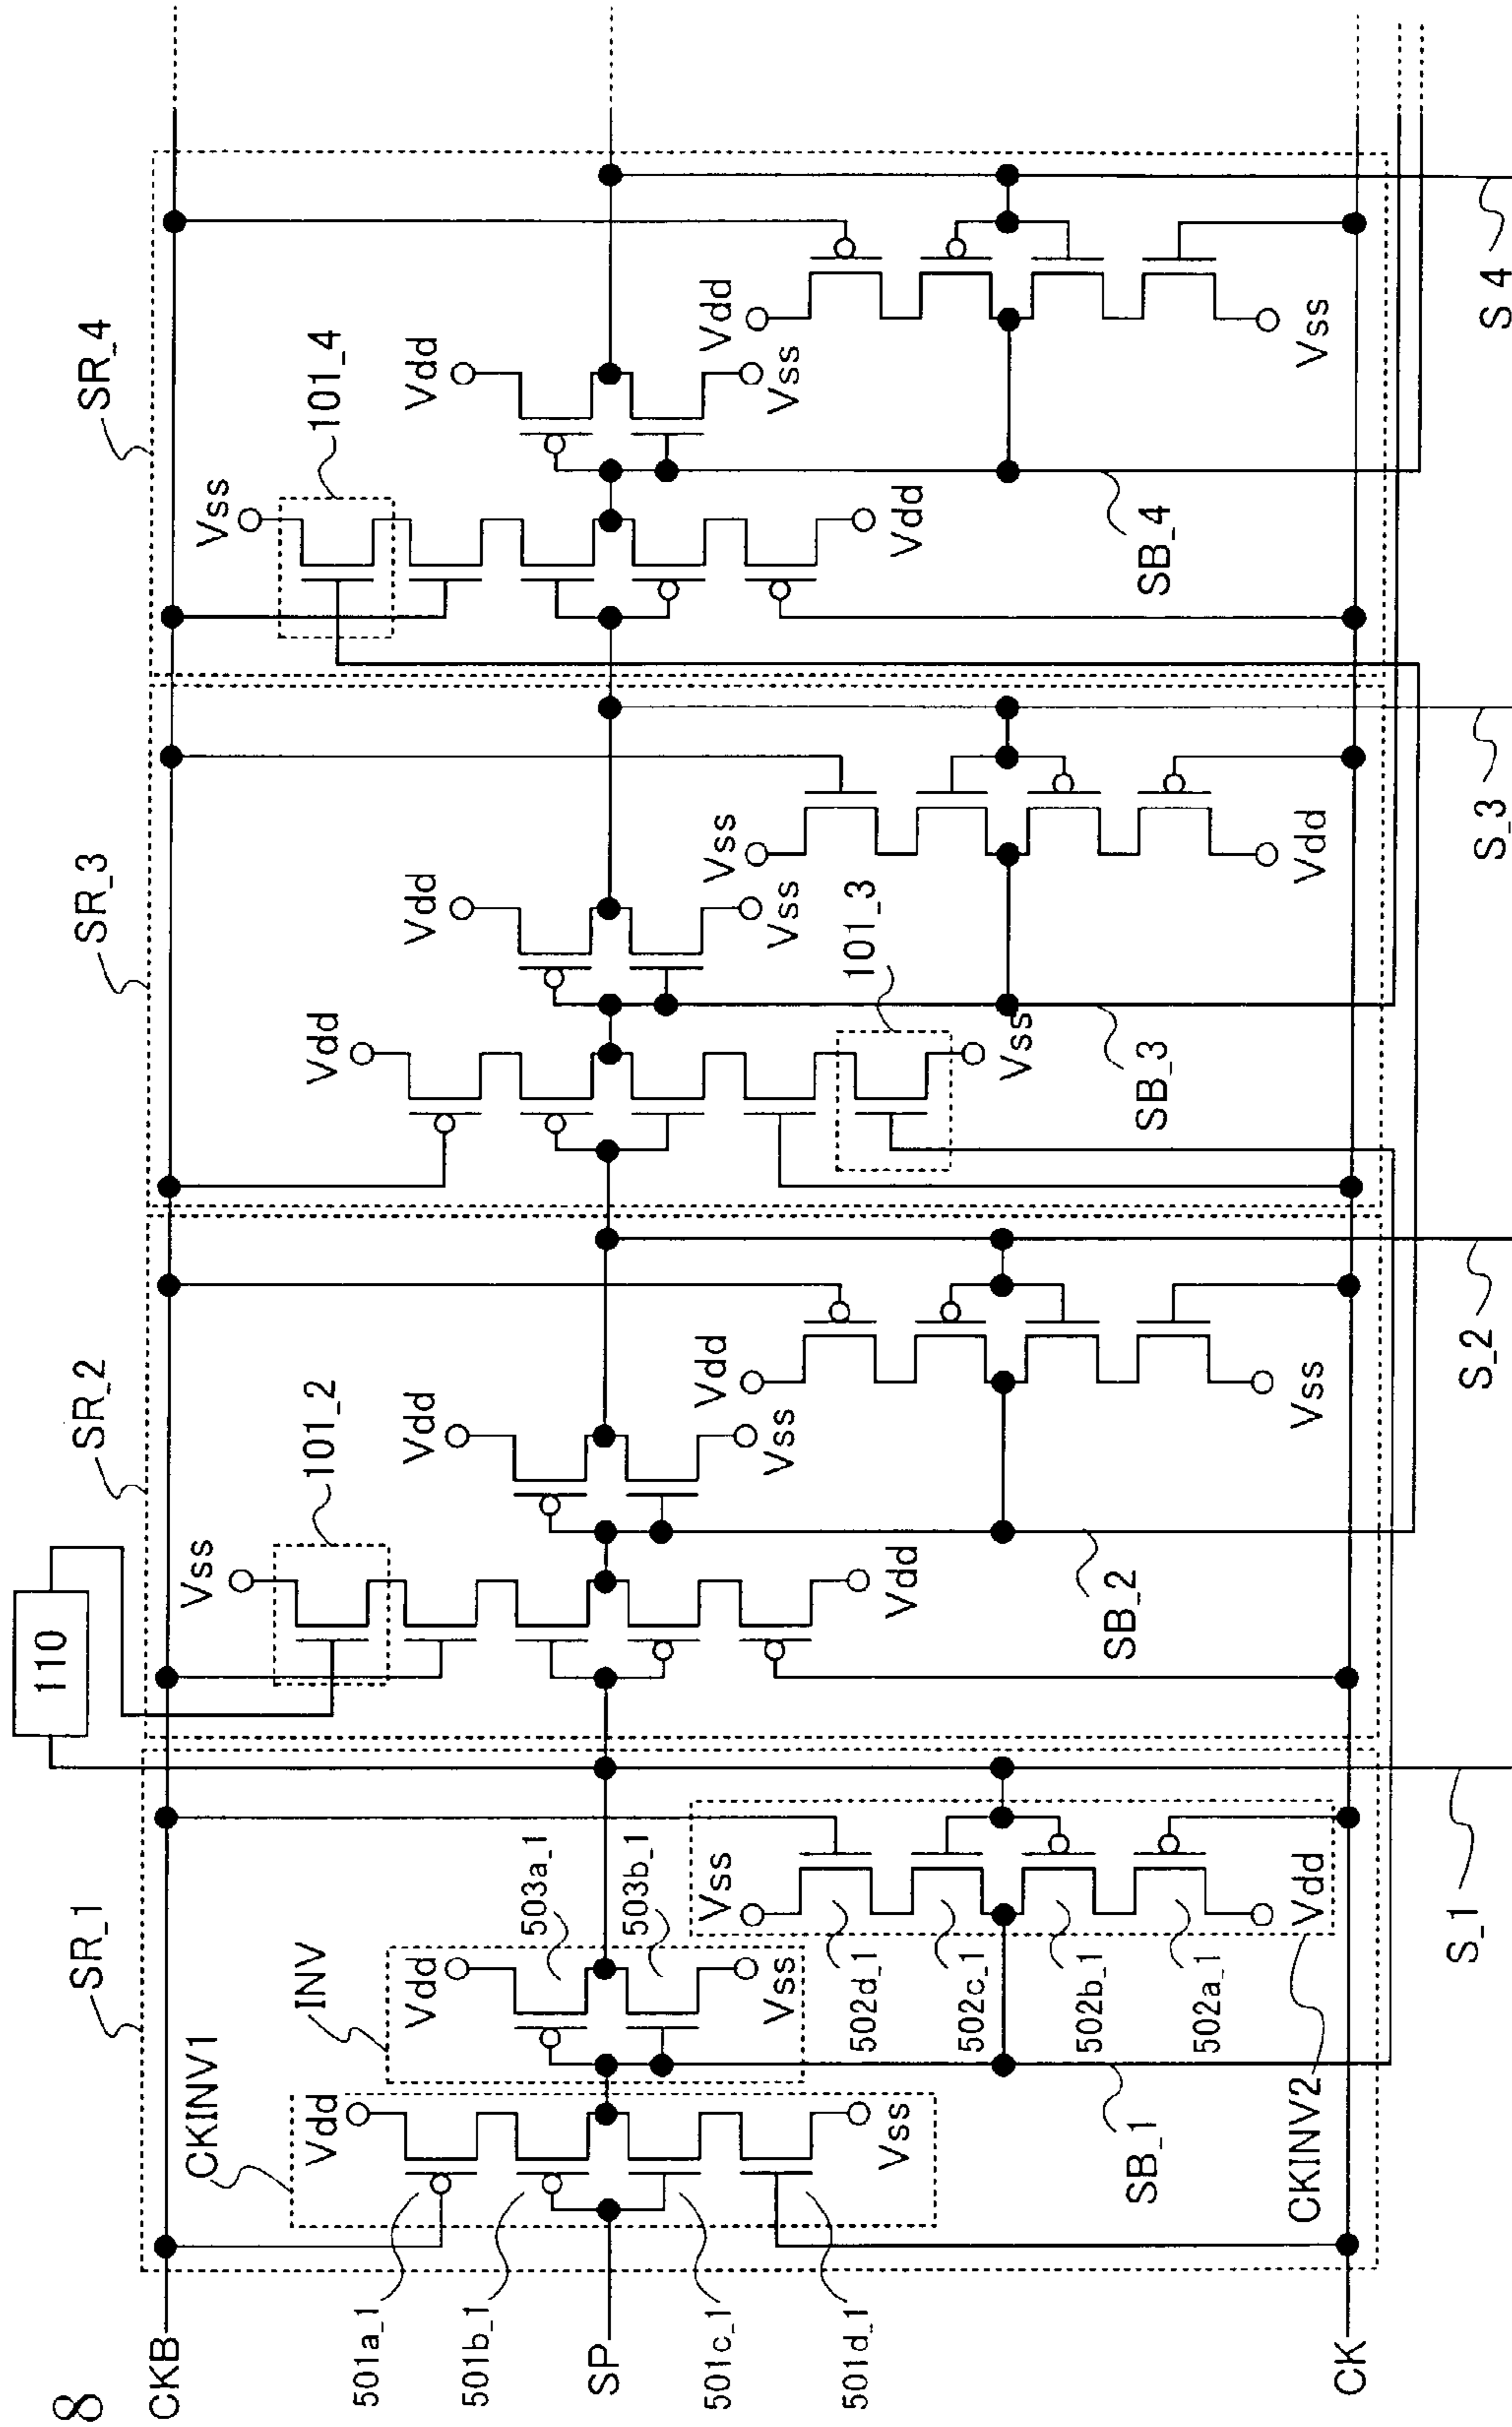 8
SR_1
SR_2
SR_3
SR_4
110
CKB
CKINV1
INV
101_2
101_4
Vdd
Vdd
503a_1
503b_1
Vss
Vss
501a_1
501b_1
SP
501c_1
501d_1
Vss
502d_1
502c_1
502b_1
502a_1
Vdd
SB_1
CKINV2
CK
S_1
Vss
Vdd
Vdd
Vss
Vdd
Vss
SB_2
S_2
Vdd
Vdd
Vss
101_3
Vss
Vss
Vdd
SB_3
S_3
Vss
Vdd
Vdd
Vss
Vdd
Vss
SB_4
S_4